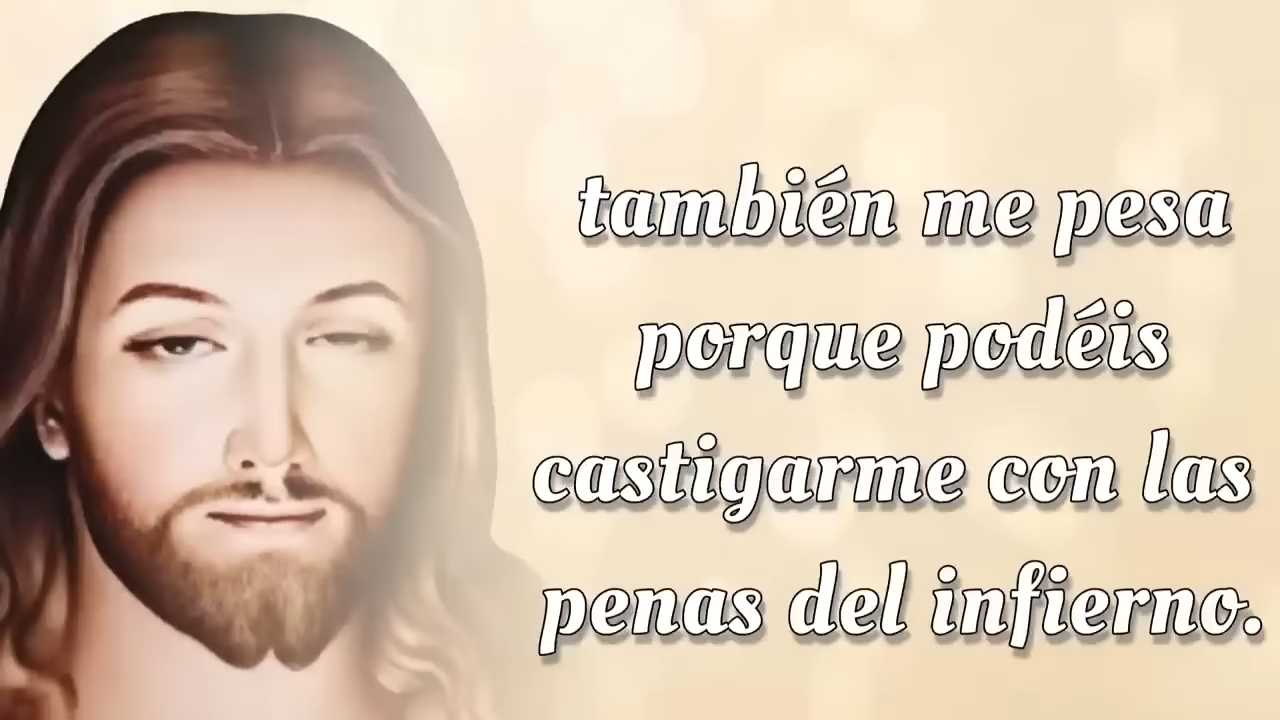 también me pesa
porque podéis
castigarme con las
penas del infierno.